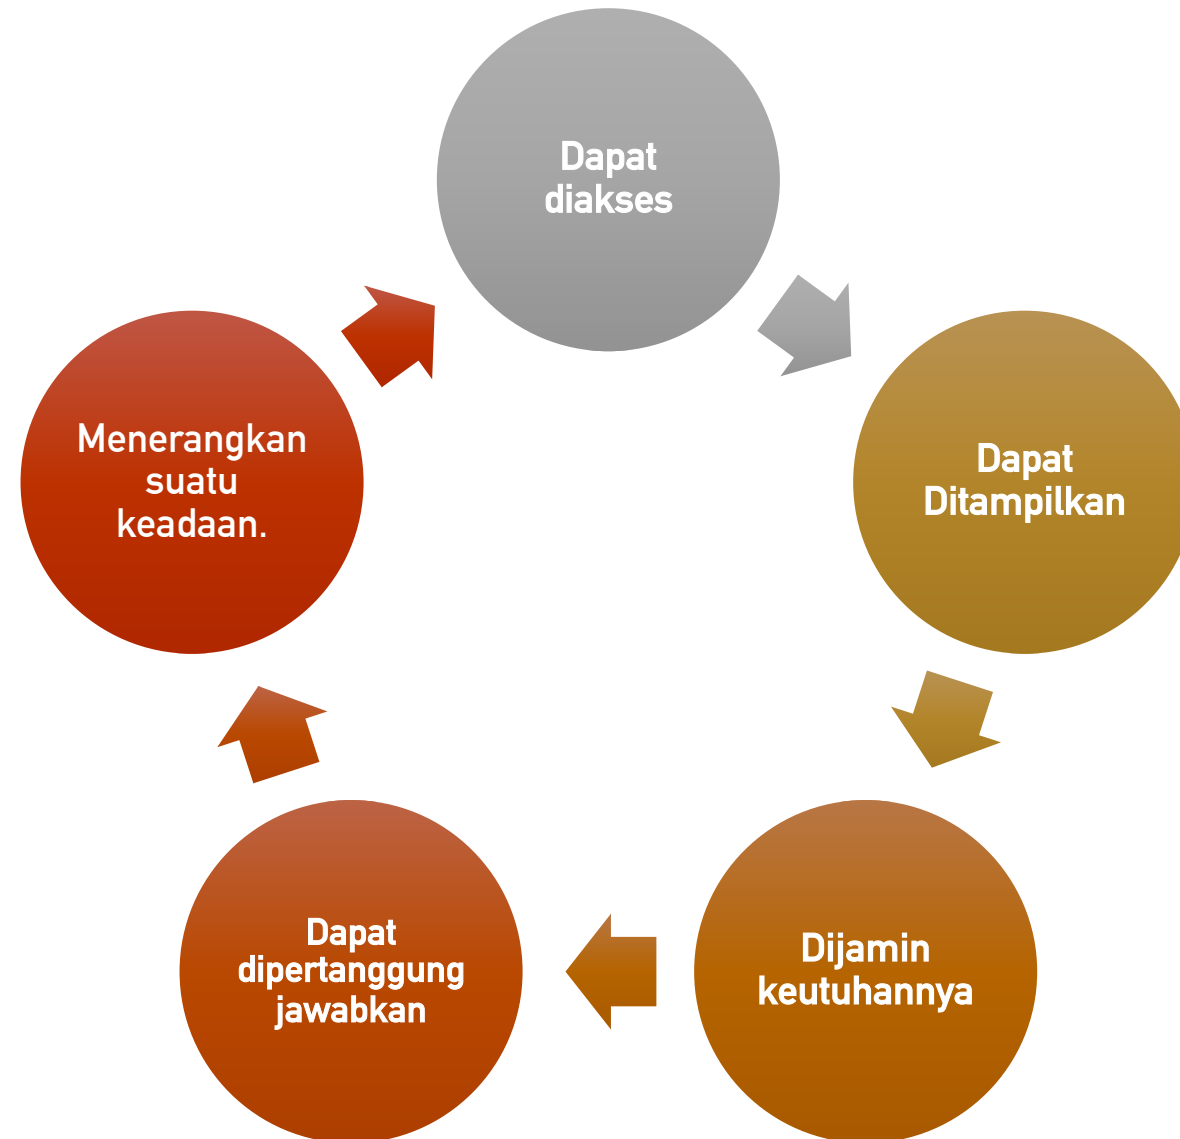 Dapat
diakses
Dapat
Ditampilkan
Dijamin
keutuhannya
Dapat
dipertanggung
jawabkan
Menerangkan
suatu
keadaan.